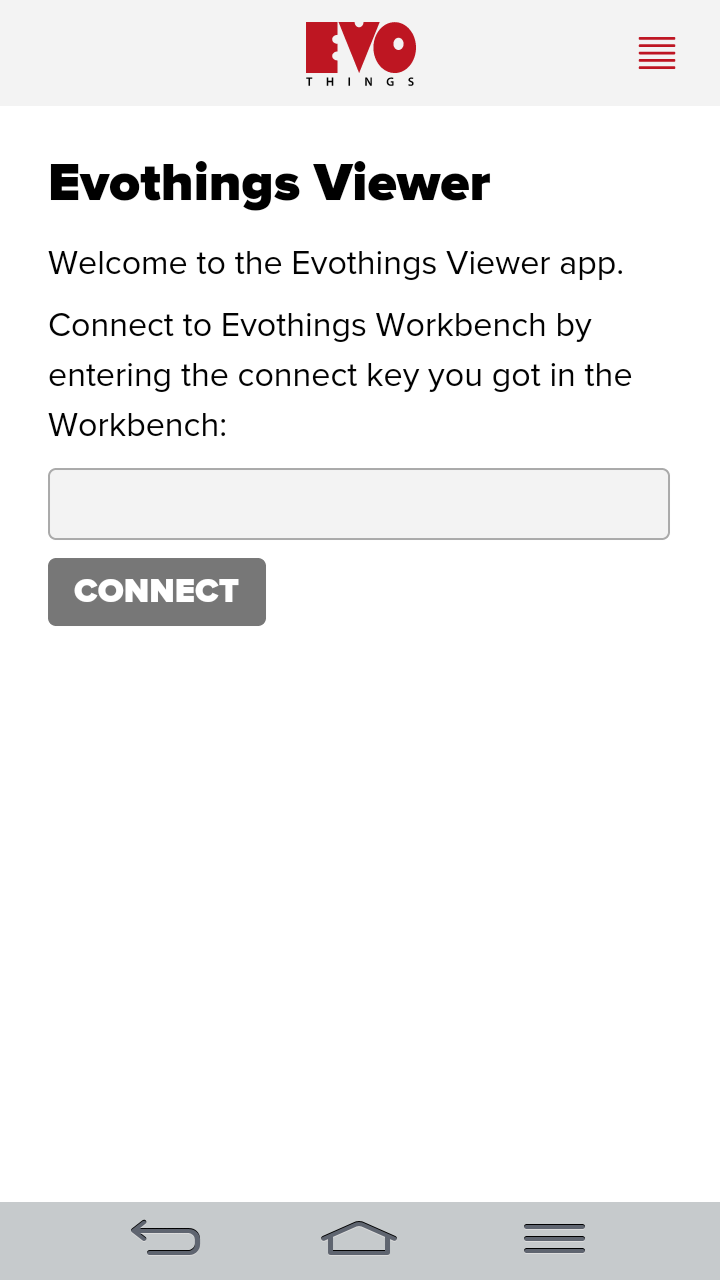 EVO
THINGS
Evothings Viewer
Welcome to the Evothings Viewer app.
Connect to Evothings Workbench by
entering the connect key you got in the
Workbench:
CONNECT